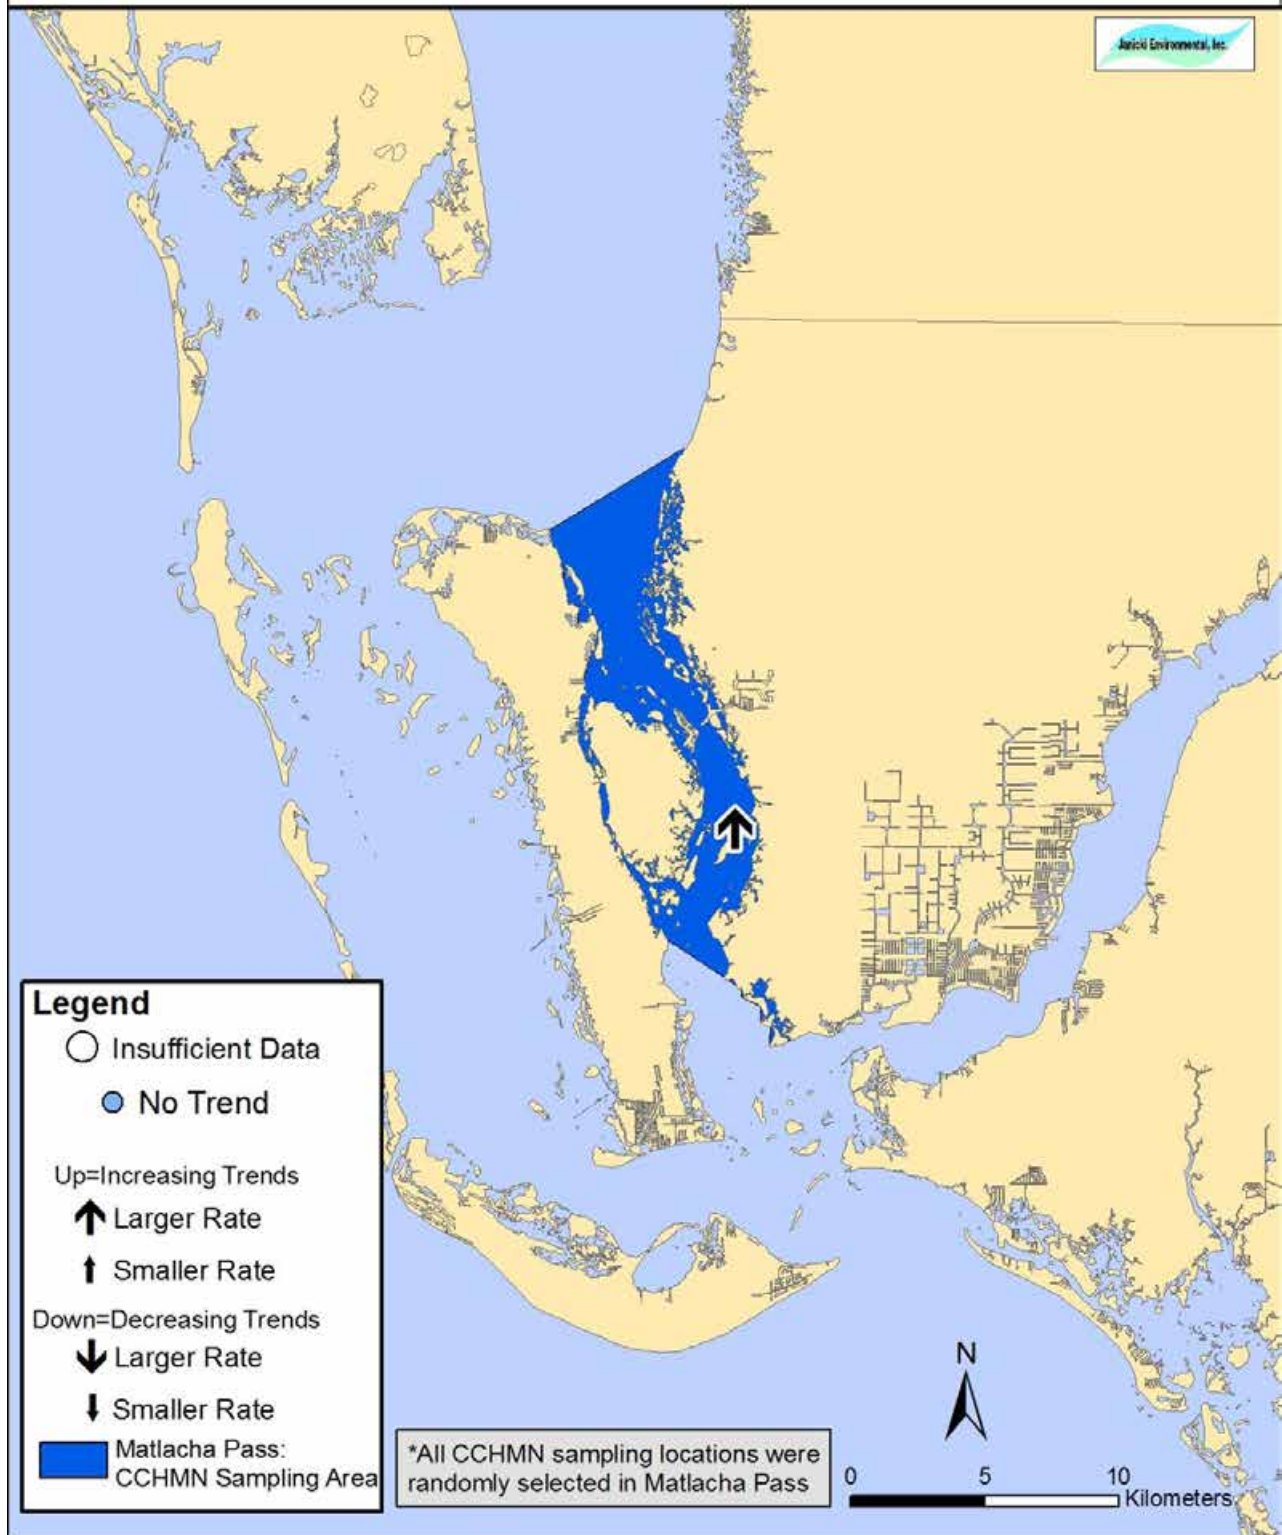 Janicki Environmental, Inc.
Legend
Insufficient Data
No Trend
Up=Increasing Trends
Larger Rate
Smaller Rate
Down=Decreasing Trends
Larger Rate
Smaller Rate
Matlacha Pass:
CCHMN Sampling Area
*All CCHMN sampling locations were
randomly selected in Matlacha Pass
N
0 5 10
Kilometers